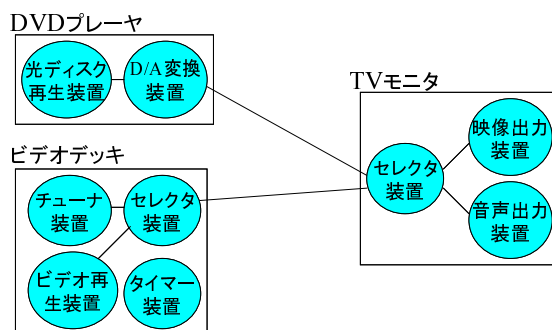 DVDプレーヤ
光ディスク
再生装置
D/A変換
装置
ビデオデッキ
チューナ
装置
セレクタ
装置
ビデオ再
生装置
タイマー
装置
TVモニタ
セレクタ
装置
映像出力
装置
音声出力
装置